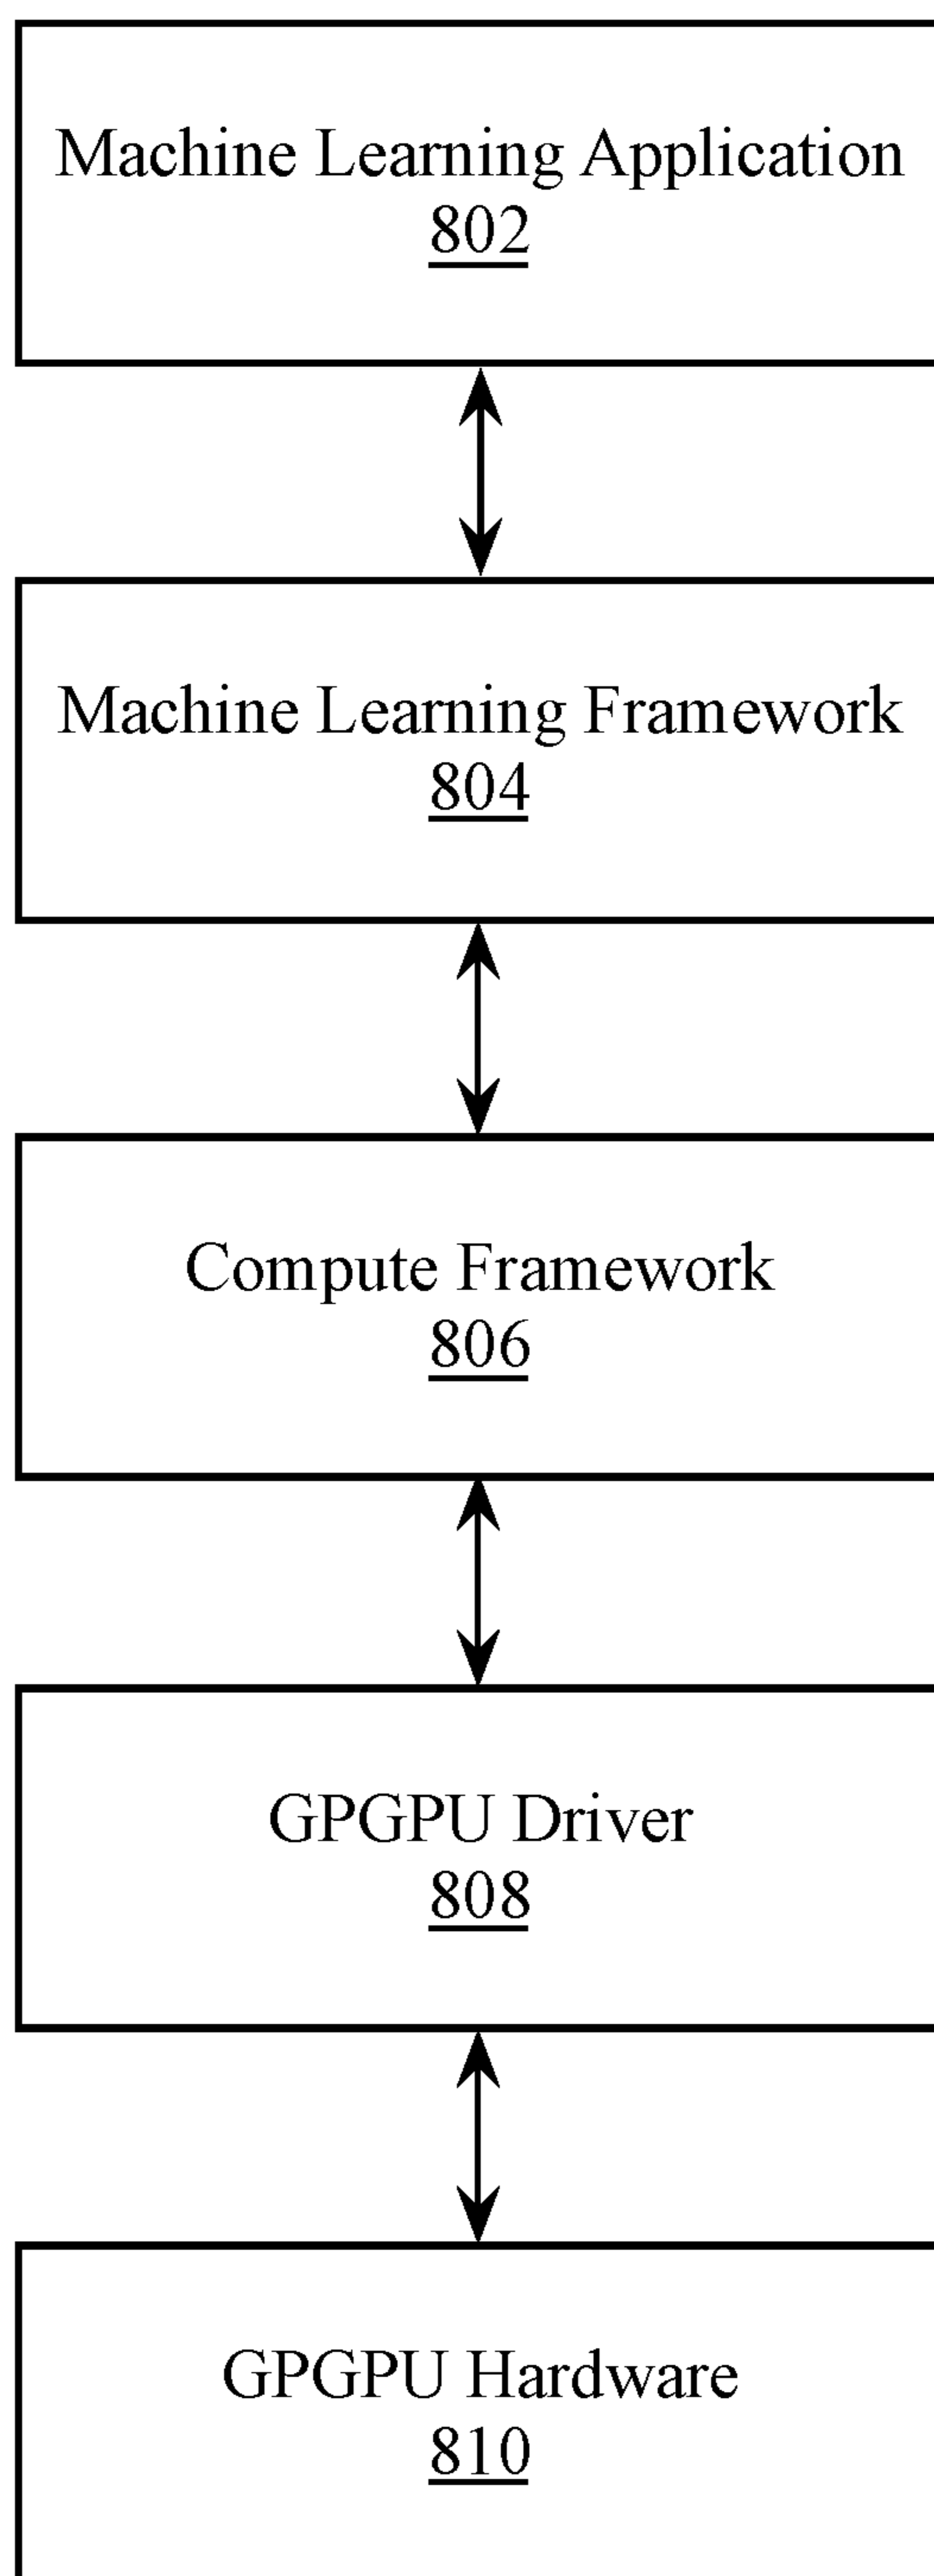 Machine Learning Application
802
Machine Learning Framework
804
Compute Framework
806
GPGPU Driver
808
GPGPU Hardware
810